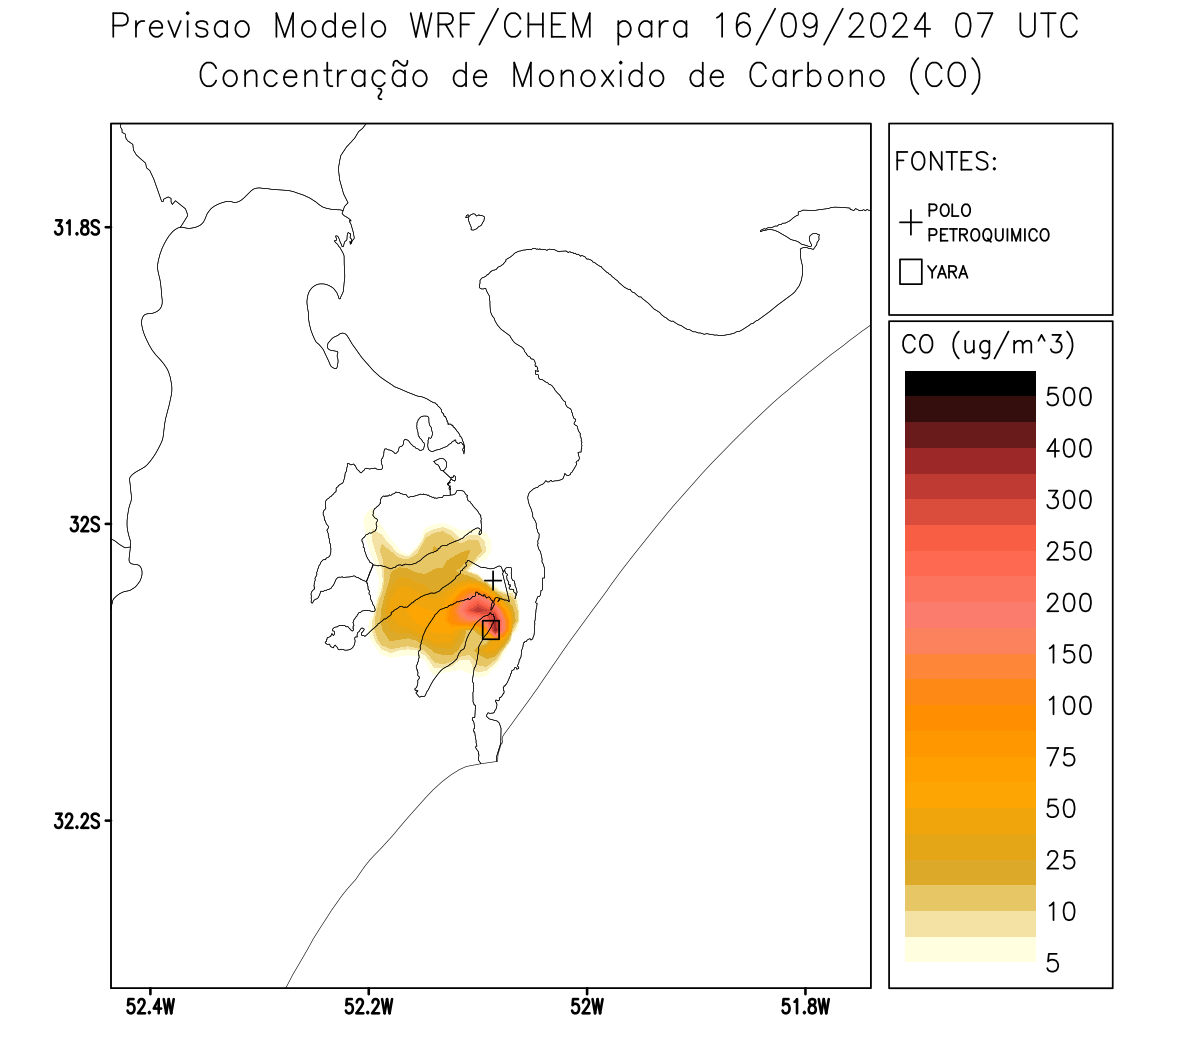 Previsao Modelo WRF/CHEM para 16/09/2024 07 UTC
Concentração de Monoxido de Carbono (CO)
FONTES:
POLO
PETROQUIMICO
YARA
CO (ug/m^3)
500
400
300
250
200
150
100
75
50
25
10
5
31.8S
32S
32.2S
52.4W
52.2W
52W
51.8W